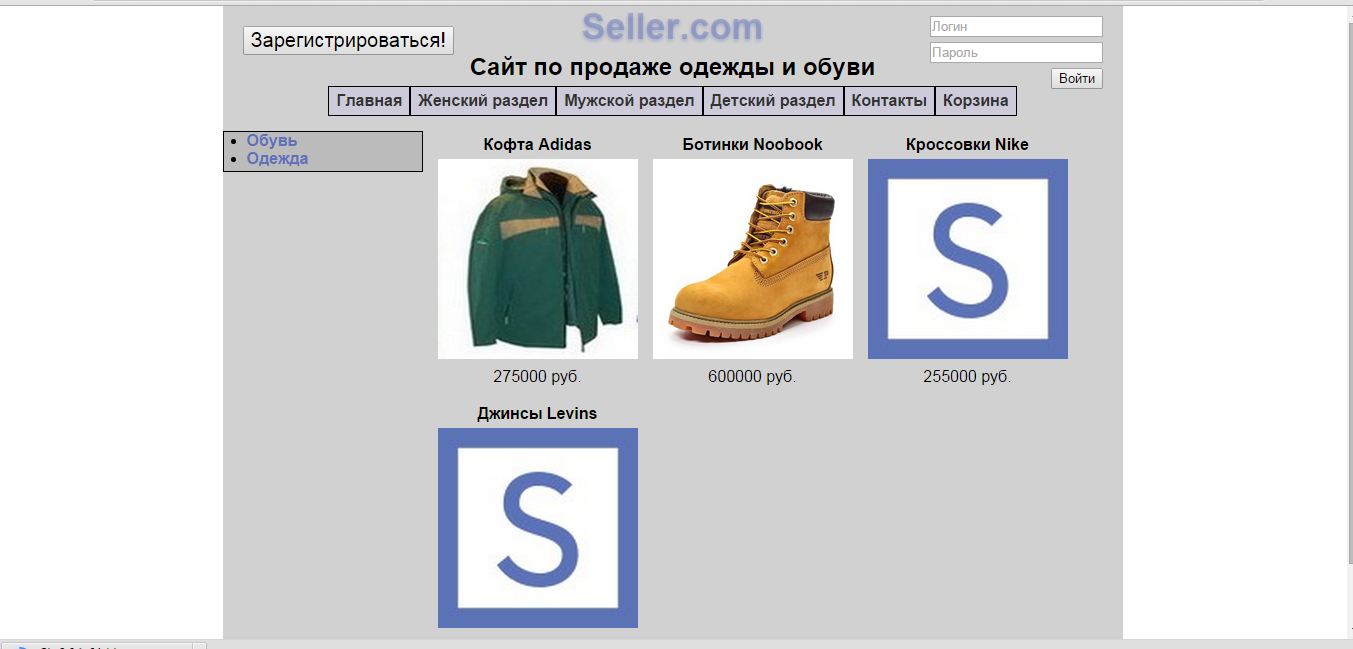 Seller.com
Зарегистрироваться!
Логин
Пароль
Сайт по продаже одежды и обуви
Войти
Главная Женский раздел Мужской раздел Детский раздел Контакты Корзина
Обувь
Одежда
Кофта Adidas
Ботинки Noobook
Кроссовки Nike
S
275000 руб.
600000 руб.
255000 руб.
Джинсы Levins
S